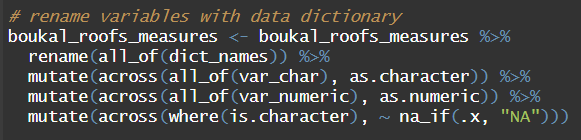 # rename variables with data dictionary
boukal_roofs_measures <- boukal_roofs_measures %>%
  rename(all_of(dict_names)) %>%
  mutate(across(all_of(var_char), as.character)) %>%
  mutate(across(all_of(var_numeric), as.numeric)) %>%
  mutate(across(where(is.character), ~ na_if(.x, "NA")))